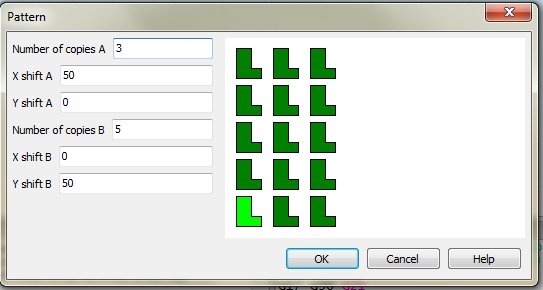 Pattern
Number of copies A 3
X shift A 50
Y shift A 0
Number of copies B 5
X shift B 0
Y shift B 50
OK Cancel Help